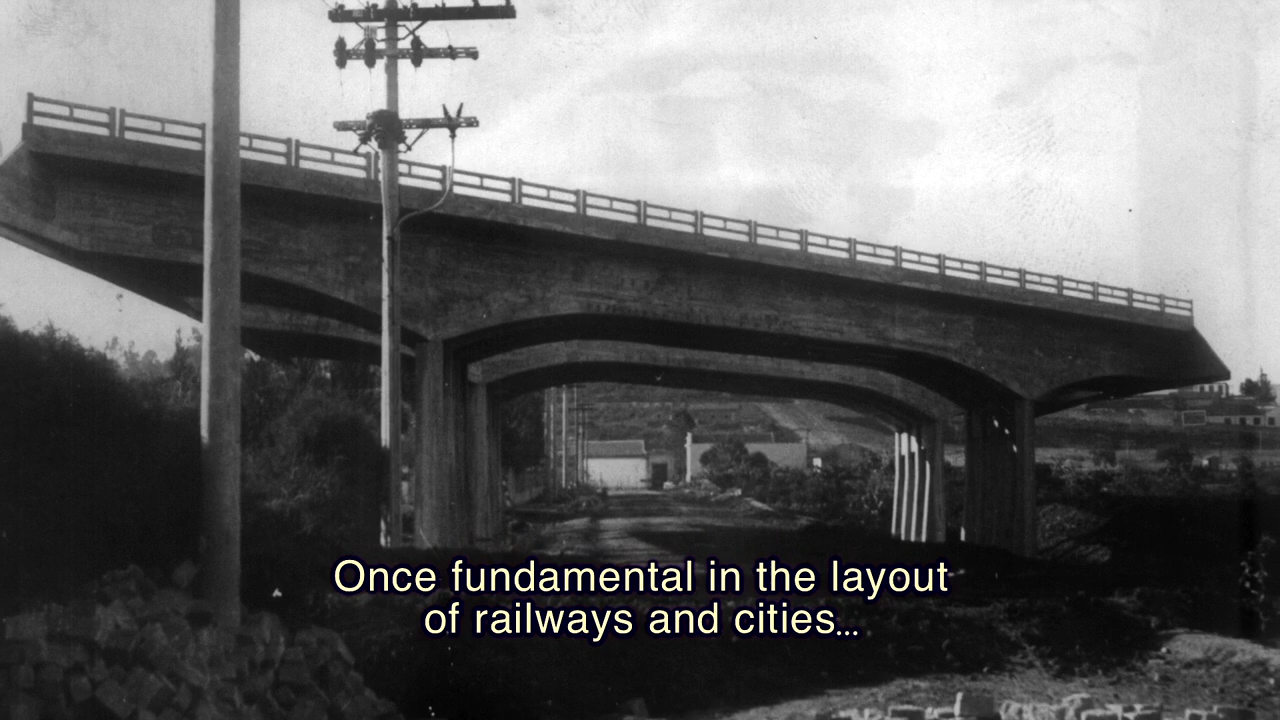 Once fundamental in the layout
of railways and cities...